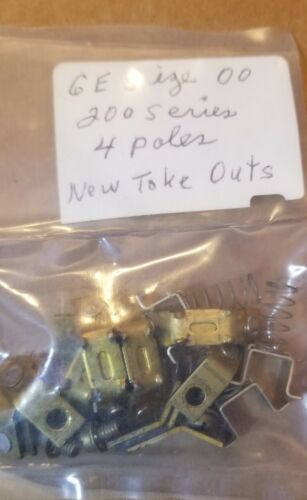 GE Size 00
200 Series
4 Poles
New Take Outs